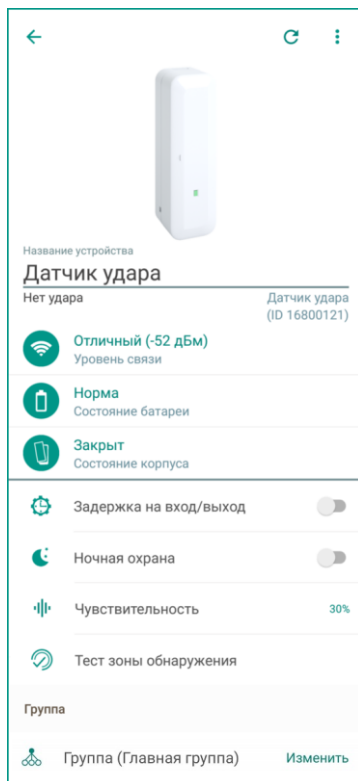 Название устройства
Датчик удара
Нет удара
Датчик удара
(ID 16800121)
Отличный (-52 дБм)
Уровень связи
Норма
Состояние батареи
Закрыт
Состояние корпуса
Задержка на вход/выход
Ночная охрана
Чувствительность 30%
Тест зоны обнаружения
Группа
Группа (Главная группа) Изменить